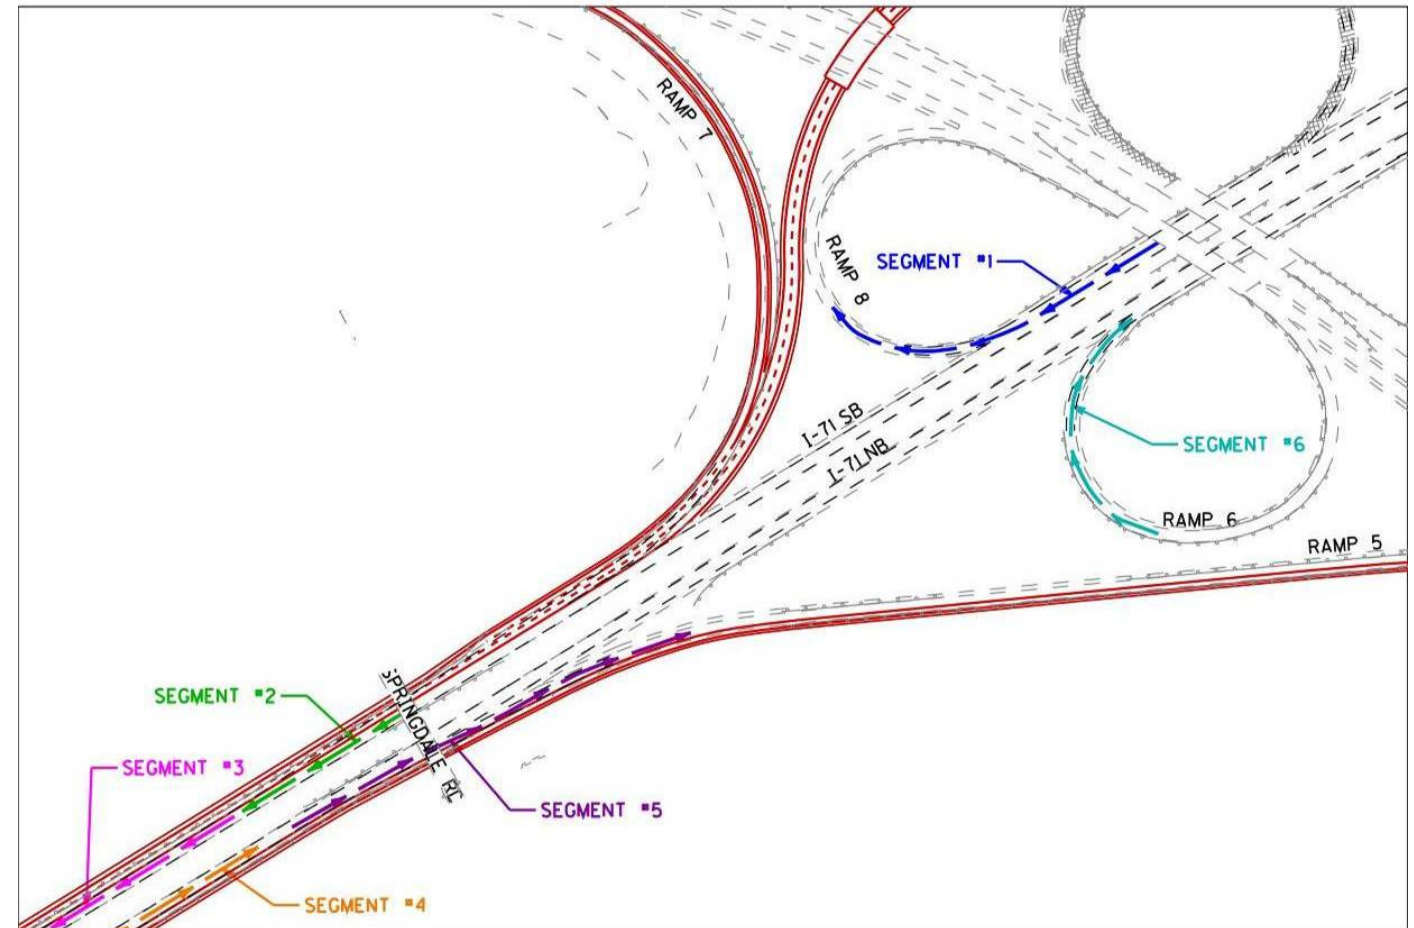 RAMP 7
RAMP 8
SEGMENT #1
I-71 SB
I-71 NB
SEGMENT #6
RAMP 6
RAMP 5
SPRINGDALE RD
SEGMENT #2
SEGMENT #3
SEGMENT #5
SEGMENT #4